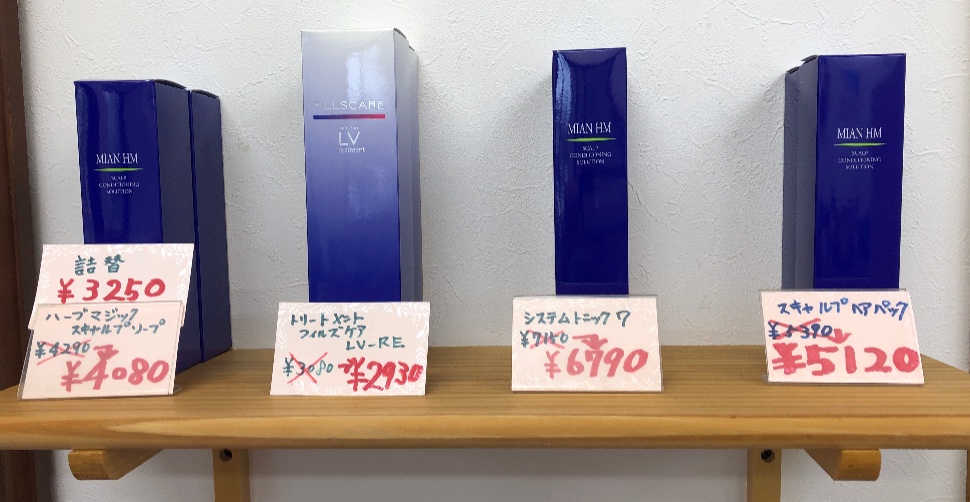 MIAN HM
SCALP
CONDITIONING
SOLUTION
詰替
¥3250
ハーブマジック
スキャルプソープ
¥4290
¥4080
FILLSCARE
LV
treatment
トリートメント
フィルズケア
LV-RE
¥3080
¥2930
MIAN HM
SCALP
CONDITIONING
SOLUTION
システムトニック7
¥7150
¥6790
MIAN HM
SCALP
CONDITIONING
SOLUTION
スキャルプヘアパック
¥5390
¥5120